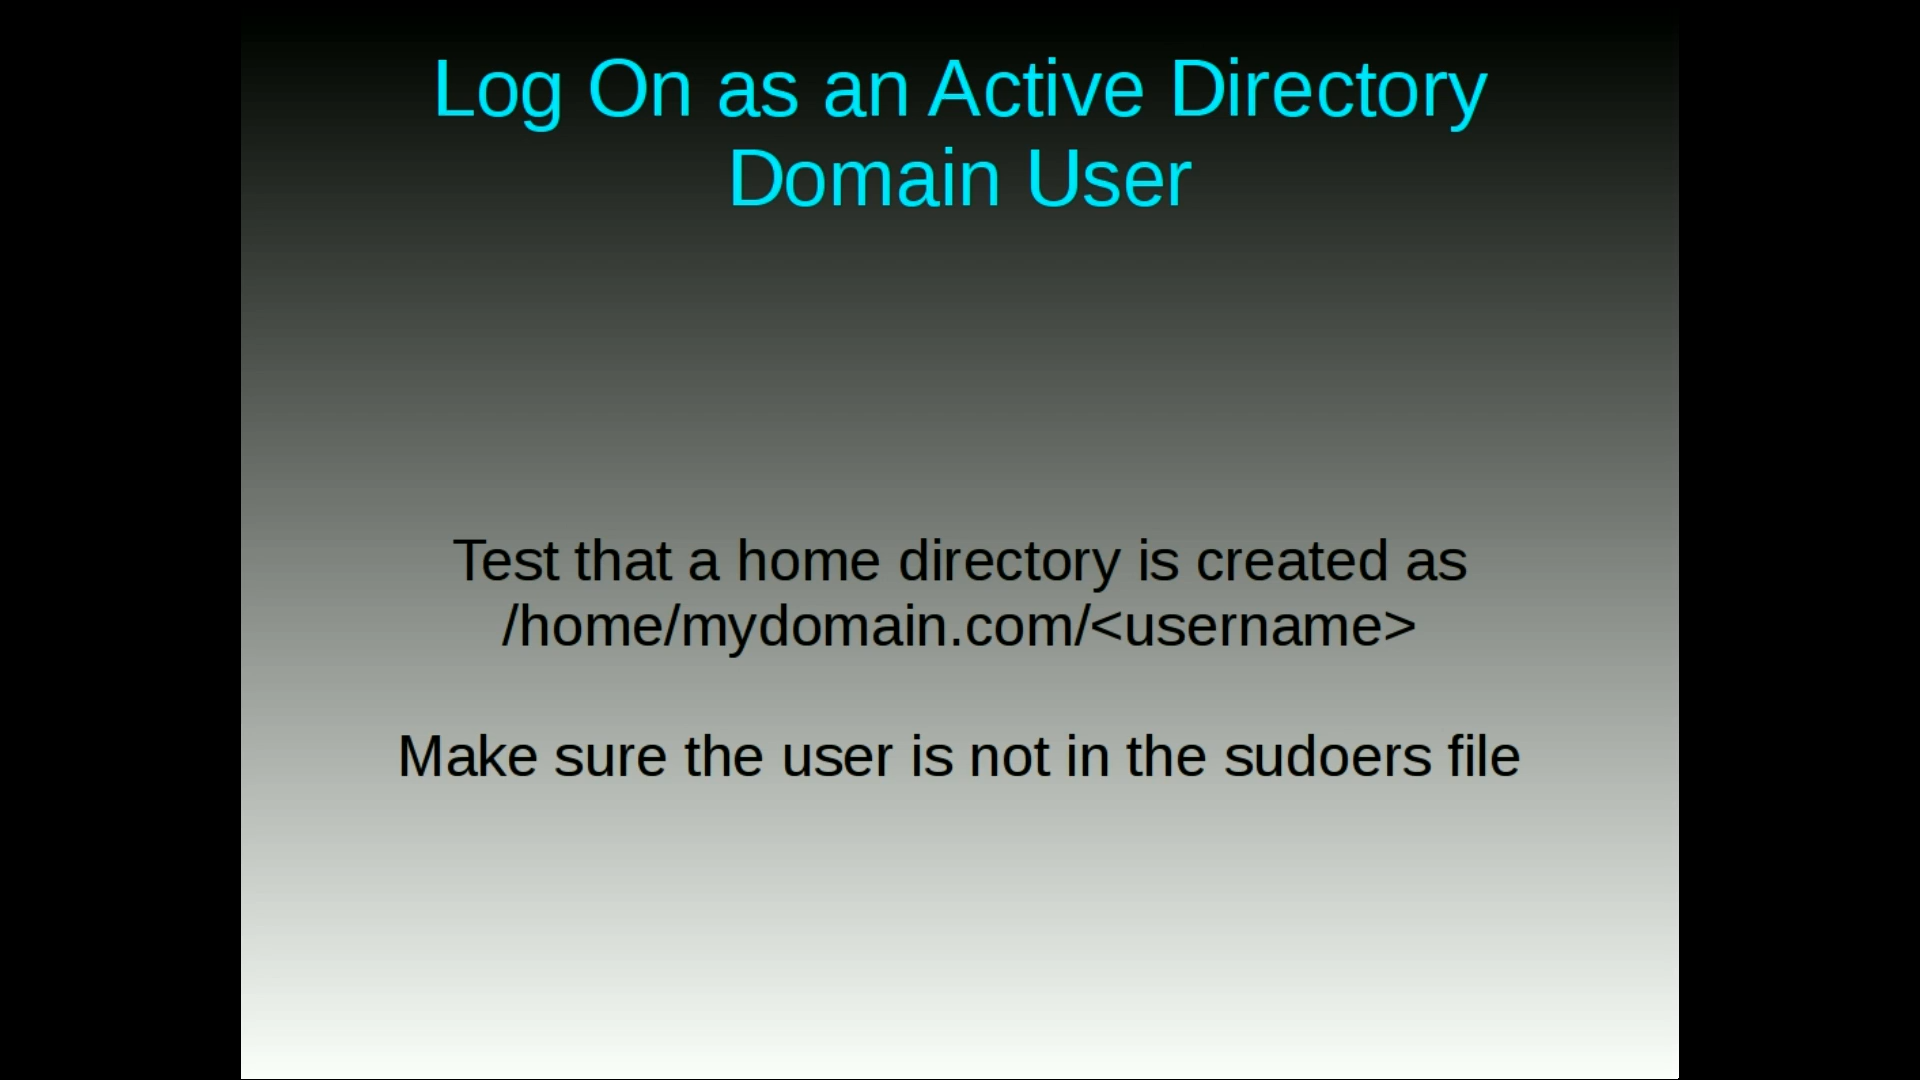 Log On as an Active Directory
Domain User
Test that a home directory is created as
/home/mydomain.com/<username>
Make sure the user is not in the sudoers file